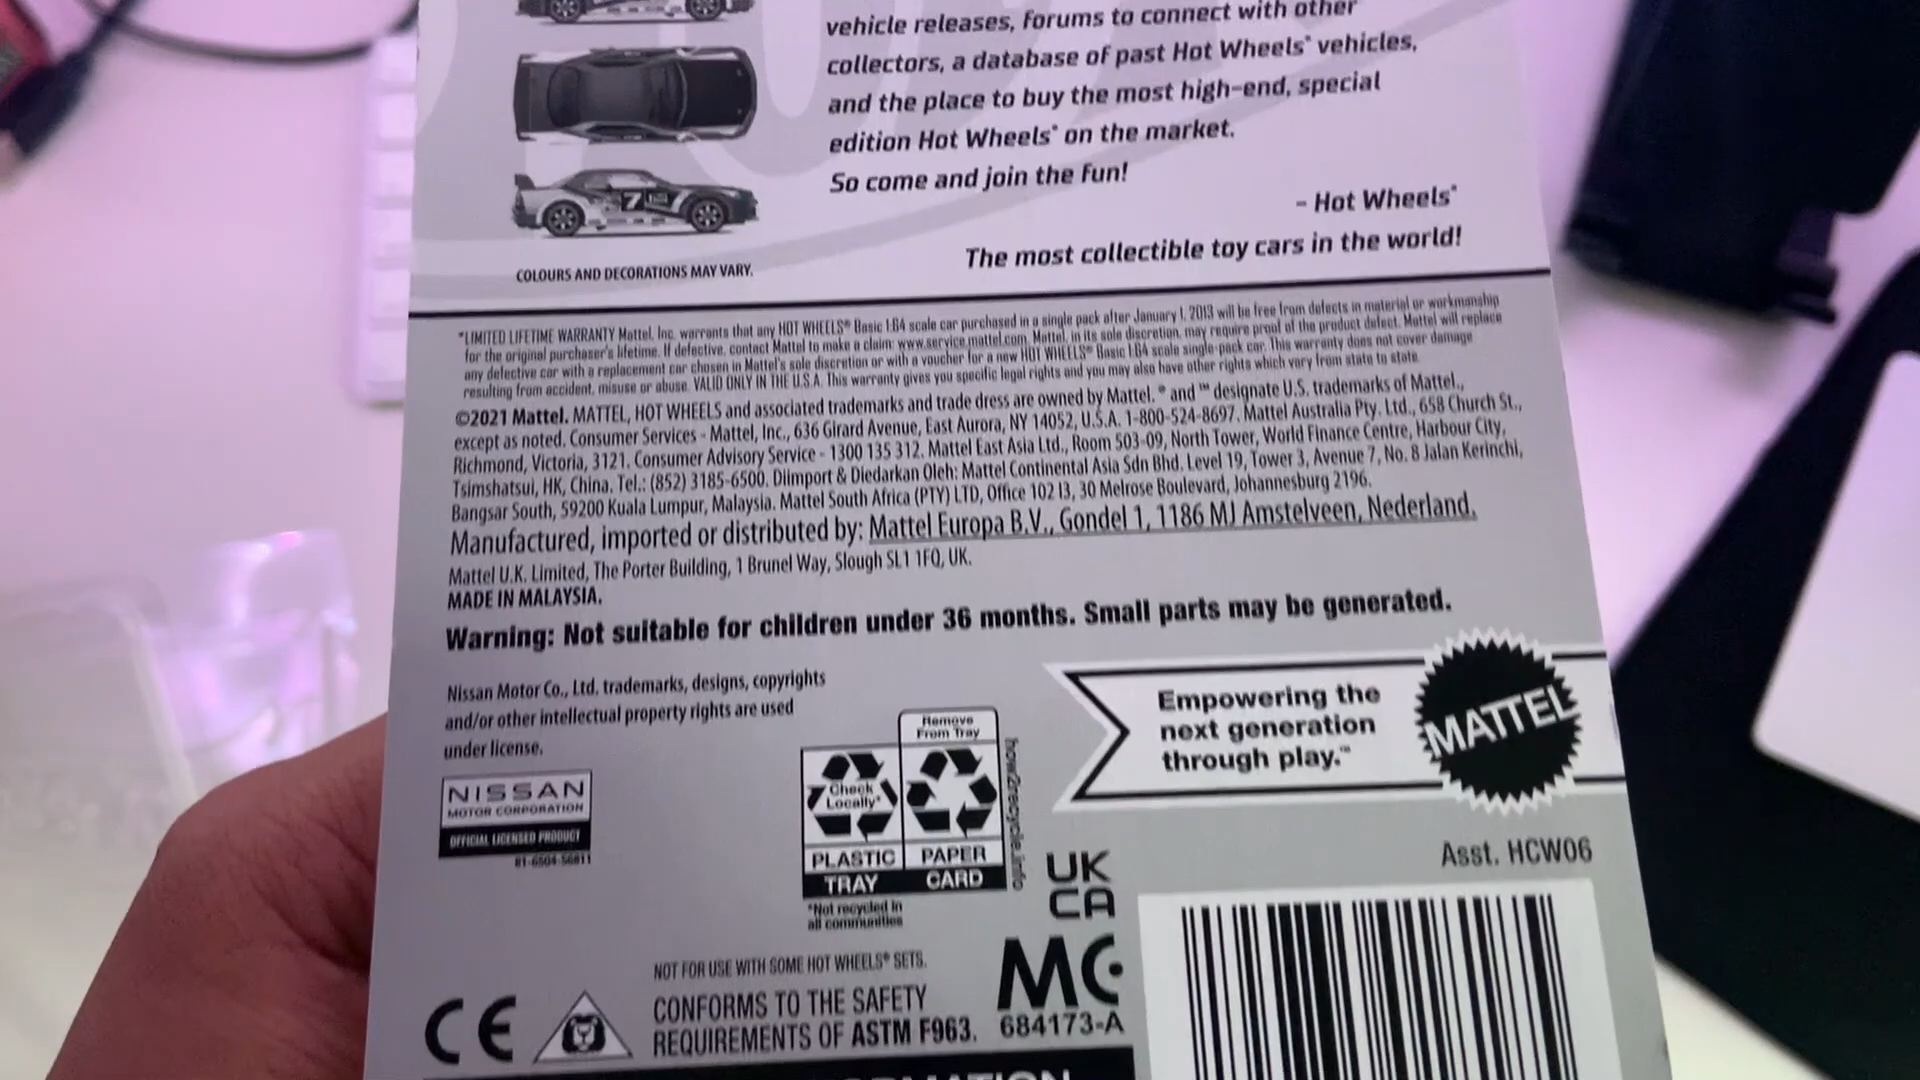 vehicle releases, forums to connect with other
collectors, a database of past Hot Wheels® vehicles,
and the place to buy the most high-end, special
edition Hot Wheels® on the market.
So come and join the fun!
– Hot Wheels®
The most collectible toy cars in the world!
7
COLOURS AND DECORATIONS MAY VARY.
*LIMITED LIFETIME WARRANTY Mattel, Inc. warrants that any HOT WHEELS® Basic 1:64 scale car purchased in a single pack after January 1, 2013 will be free from defects in material or workmanship
for the original purchaser's lifetime. If defective, contact Mattel to make a claim: www.service.mattel.com. Mattel, in its sole discretion, may require proof of the product defect. Mattel will replace
any defective car with a replacement car chosen in Mattel's sole discretion or with a voucher for a new HOT WHEELS® Basic 1:64 scale single-pack car. This warranty does not cover damage
resulting from accident, misuse or abuse. VALID ONLY IN THE U.S.A. This warranty gives you specific legal rights and you may also have other rights which vary from state to state.
©2021 Mattel. MATTEL, HOT WHEELS and associated trademarks and trade dress are owned by Mattel. ® and ™ designate U.S. trademarks of Mattel,
except as noted. Consumer Services - Mattel, Inc., 636 Girard Avenue, East Aurora, NY 14052, U.S.A. 1-800-524-8697. Mattel Australia Pty. Ltd., 658 Church St.,
Richmond, Victoria, 3121. Consumer Advisory Service - 1300 135 312. Mattel East Asia Ltd., Room 503-09, North Tower, World Finance Centre, Harbour City,
Tsimshatsui, HK, China. Tel.: (852) 3185-6500. Diimport & Diedarkan Oleh: Mattel Continental Asia Sdn Bhd. Level 19, Tower 3, Avenue 7, No. 8 Jalan Kerinchi,
Bangsar South, 59200 Kuala Lumpur, Malaysia. Mattel South Africa (PTY) LTD, Office 102 I3, 30 Melrose Boulevard, Johannesburg 2196.
Manufactured, imported or distributed by: Mattel Europa B.V., Gondel 1, 1186 MJ Amstelveen, Nederland.
Mattel U.K. Limited, The Porter Building, 1 Brunel Way, Slough SL1 1FQ, UK.
MADE IN MALAYSIA.
Warning: Not suitable for children under 36 months. Small parts may be generated.
Nissan Motor Co., Ltd. trademarks, designs, copyrights
and/or other intellectual property rights are used
under license.
NISSAN
MOTOR CORPORATION
OFFICIAL LICENSED PRODUCT
Remove
From Tray
Check
Locally*
PLASTIC
TRAY
PAPER
CARD
how2recycle.info
*Not recycled in
all communities
Empowering the
next generation
through play.™
MATTEL
Asst. HCW06
UK
CA
NOT FOR USE WITH SOME HOT WHEELS® SETS.
CE
CONFORMS TO THE SAFETY
REQUIREMENTS OF ASTM F963.
MC
684173-A